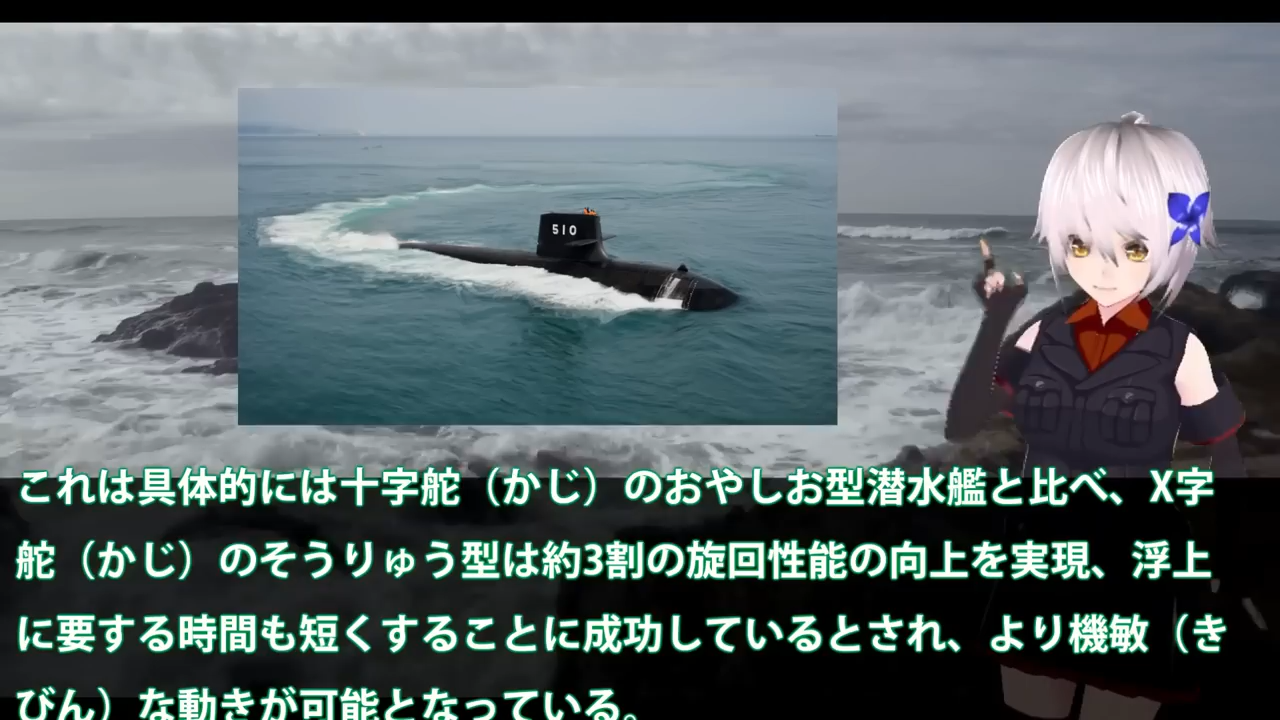 510
これは具体的には十字舵（かじ）のおやしお型潜水艦と比べ、X字
舵（かじ）のそうりゅう型は約3割の旋回性能の向上を実現、浮上
に要する時間も短くすることに成功しているとされ、より機敏（き
びん）な動きが可能となっている。